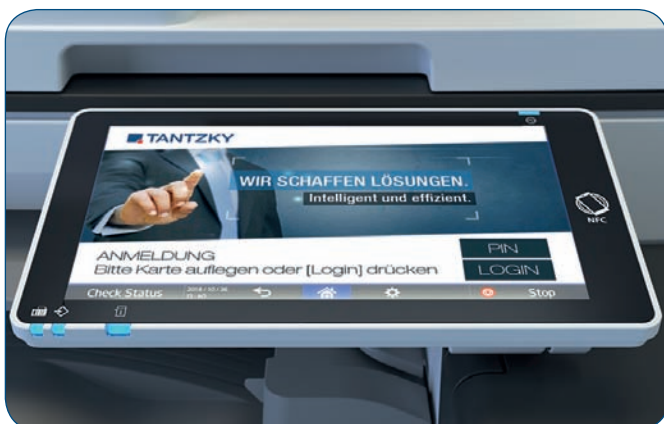 TANTZKY
WIR SCHAFFEN LÖSUNGEN.
Intelligent und effizient.
NFC
ANMELDUNG
Bitte Karte auflegen oder [Login] drücken
PIN
LOGIN
Check Status
Stop